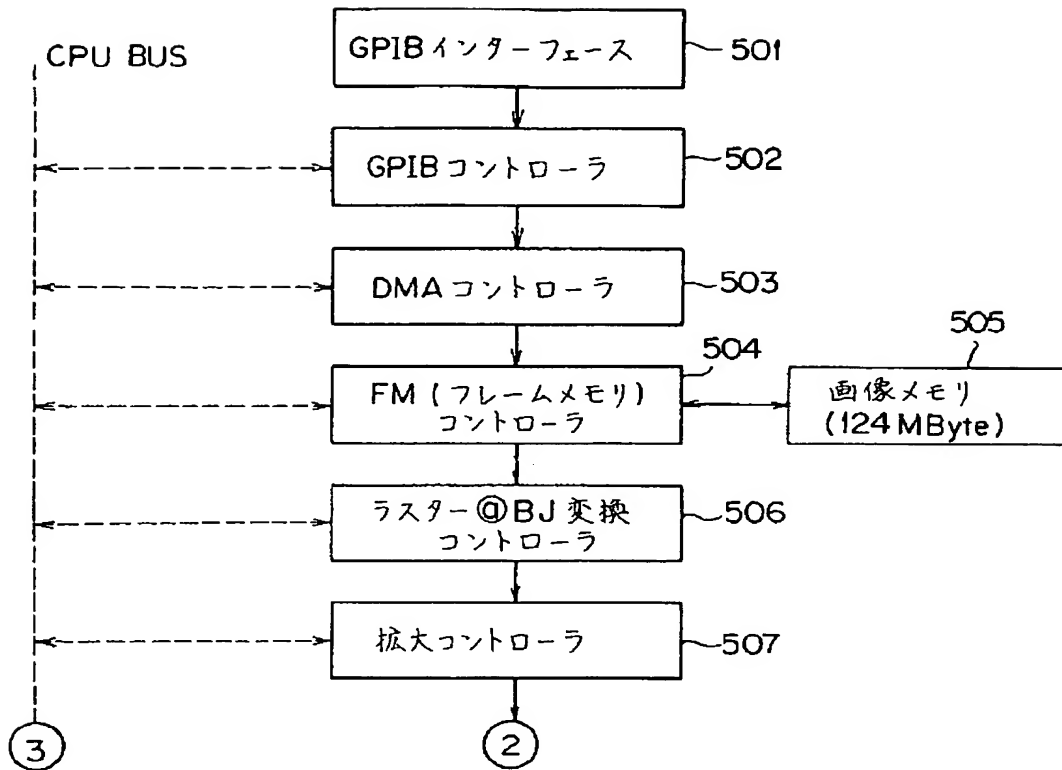 CPU BUS
GPIBインターフェース
501
GPIBコントローラ
502
DMAコントローラ
503
FM(フレームメモリ)
コントローラ
504
画像メモリ
(124MByte)
505
ラスター@BJ変換
コントローラ
506
拡大コントローラ
507
3
2